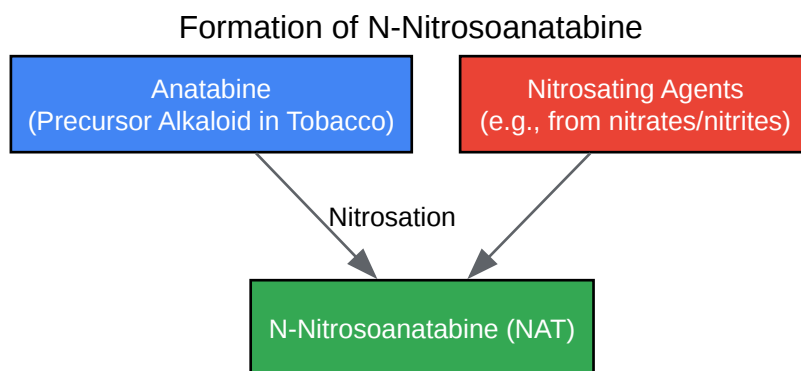 Formation of N-Nitrosoanatabine
Anatabine
(Precursor Alkaloid in Tobacco)
Nitrosating Agents
(e.g., from nitrates/nitrites)
Nitrosation
N-Nitrosoanatabine (NAT)